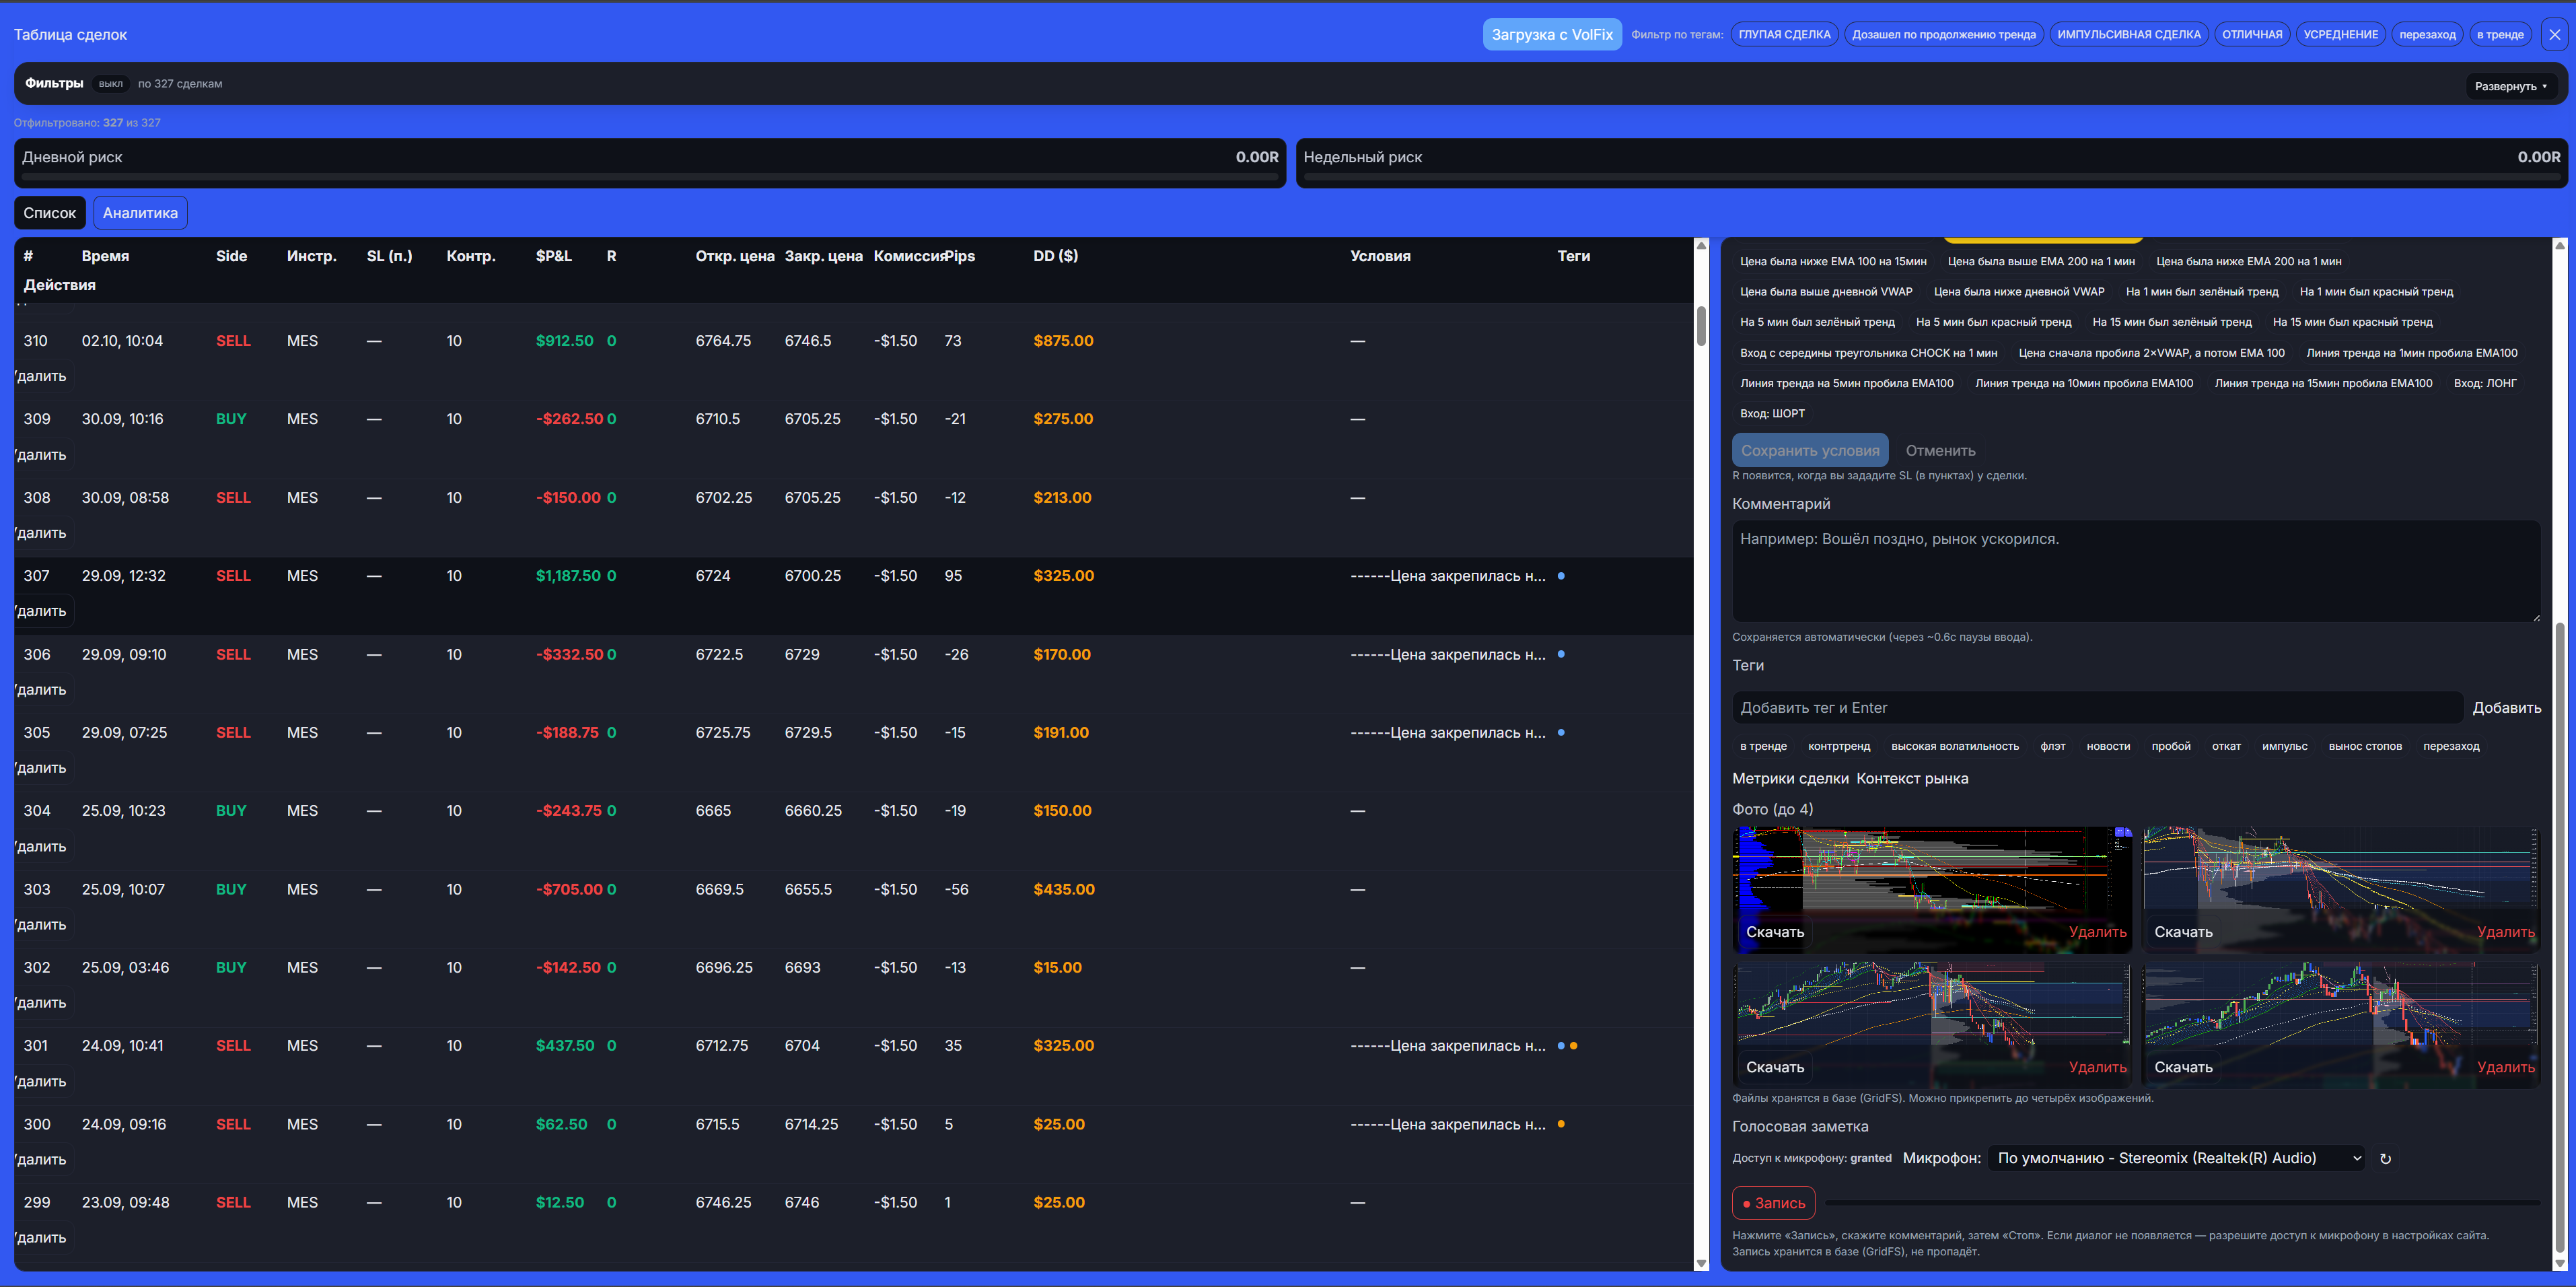 Таблица сделок
Загрузка с VolFix Фильтр по тегам: ГЛУПАЯ СДЕЛКА Дозашел по продолжению тренда ИМПУЛЬСИВНАЯ СДЕЛКА ОТЛИЧНАЯ УСРЕДНЕНИЕ перезаход в тренде
Фильтры выкл по 327 сделкам
Развернуть
Отфильтровано: 327 из 327
Дневной риск 0.00R
Недельный риск 0.00R
Список Аналитика
# Время Side Инстр. SL (п.) Контр. $P&L R Откр. цена Закр. цена Комиссия Pips DD ($) Условия Теги
Действия
310 02.10, 10:04 SELL MES — 10 $912.50 0 6764.75 6746.5 -$1.50 73 $875.00 —
далить
309 30.09, 10:16 BUY MES — 10 -$262.50 0 6710.5 6705.25 -$1.50 -21 $275.00 —
далить
308 30.09, 08:58 SELL MES — 10 -$150.00 0 6702.25 6705.25 -$1.50 -12 $213.00 —
далить
307 29.09, 12:32 SELL MES — 10 $1,187.50 0 6724 6700.25 -$1.50 95 $325.00 ------Цена закрепилась н...
далить
306 29.09, 09:10 SELL MES — 10 -$332.50 0 6722.5 6729 -$1.50 -26 $170.00 ------Цена закрепилась н...
далить
305 29.09, 07:25 SELL MES — 10 -$188.75 0 6725.75 6729.5 -$1.50 -15 $191.00 ------Цена закрепилась н...
далить
304 25.09, 10:23 BUY MES — 10 -$243.75 0 6665 6660.25 -$1.50 -19 $150.00 —
далить
303 25.09, 10:07 BUY MES — 10 -$705.00 0 6669.5 6655.5 -$1.50 -56 $435.00 —
далить
302 25.09, 03:46 BUY MES — 10 -$142.50 0 6696.25 6693 -$1.50 -13 $15.00 —
далить
301 24.09, 10:41 SELL MES — 10 $437.50 0 6712.75 6704 -$1.50 35 $325.00 ------Цена закрепилась н...
далить
300 24.09, 09:16 SELL MES — 10 $62.50 0 6715.5 6714.25 -$1.50 5 $25.00 ------Цена закрепилась н...
далить
299 23.09, 09:48 SELL MES — 10 $12.50 0 6746.25 6746 -$1.50 1 $25.00 —
далить
Цена была ниже EMA 100 на 15мин Цена была выше EMA 200 на 1 мин Цена была ниже EMA 200 на 1 мин
Цена была выше дневной VWAP Цена была ниже дневной VWAP На 1 мин был зелёный тренд На 1 мин был красный тренд
На 5 мин был зелёный тренд На 5 мин был красный тренд На 15 мин был зелёный тренд На 15 мин был красный тренд
Вход с середины треугольника CHOCK на 1 мин Цена сначала пробила 2×VWAP, а потом EMA 100 Линия тренда на 1мин пробила EMA100
Линия тренда на 5мин пробила EMA100 Линия тренда на 10мин пробила EMA100 Линия тренда на 15мин пробила EMA100 Вход: ЛОНГ
Вход: ШОРТ
Сохранить условия Отменить
R появится, когда вы зададите SL (в пунктах) у сделки.
Комментарий
Например: Вошёл поздно, рынок ускорился.
Сохраняется автоматически (через ~0.6с паузы ввода).
Теги
Добавить тег и Enter Добавить
в тренде контртренд высокая волатильность флэт новости пробой откат импульс вынос стопов перезаход
Метрики сделки Контекст рынка
Фото (до 4)
Скачать Удалить Скачать Удалить
Скачать Удалить Скачать Удалить
Файлы хранятся в базе (GridFS). Можно прикрепить до четырёх изображений.
Голосовая заметка
Доступ к микрофону: granted Микрофон: По умолчанию - Stereomix (Realtek(R) Audio)
Запись
Нажмите «Запись», скажите комментарий, затем «Стоп». Если диалог не появляется — разрешите доступ к микрофону в настройках сайта.
Запись хранится в базе (GridFS), не пропадёт.